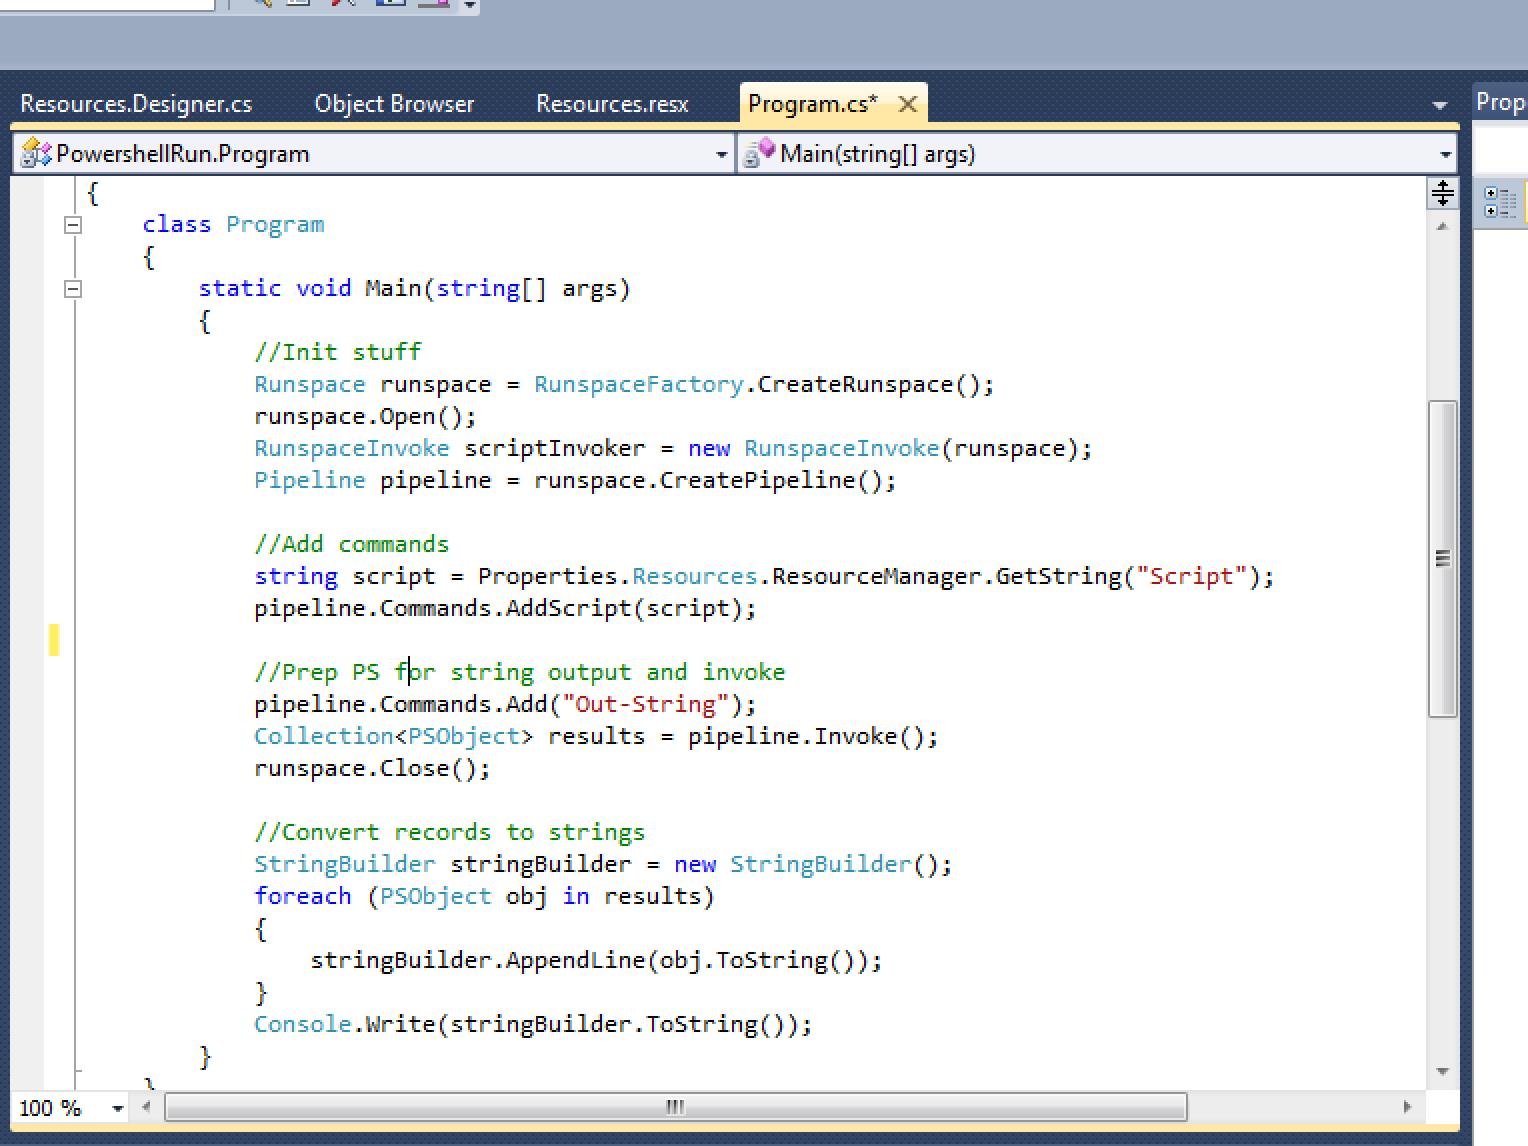 Resources.Designer.cs Object Browser Resources.resx Program.cs*
Prop
PowershellRun.Program Main(string[] args)
{
class Program
{
static void Main(string[] args)
{
//Init stuff
Runspace runspace = RunspaceFactory.CreateRunspace();
runspace.Open();
RunspaceInvoke scriptInvoker = new RunspaceInvoke(runspace);
Pipeline pipeline = runspace.CreatePipeline();
//Add commands
string script = Properties.Resources.ResourceManager.GetString("Script");
pipeline.Commands.AddScript(script);
//Prep PS for string output and invoke
pipeline.Commands.Add("Out-String");
Collection<PSObject> results = pipeline.Invoke();
runspace.Close();
//Convert records to strings
StringBuilder stringBuilder = new StringBuilder();
foreach (PSObject obj in results)
{
stringBuilder.AppendLine(obj.ToString());
}
Console.Write(stringBuilder.ToString());
}
}
100 %